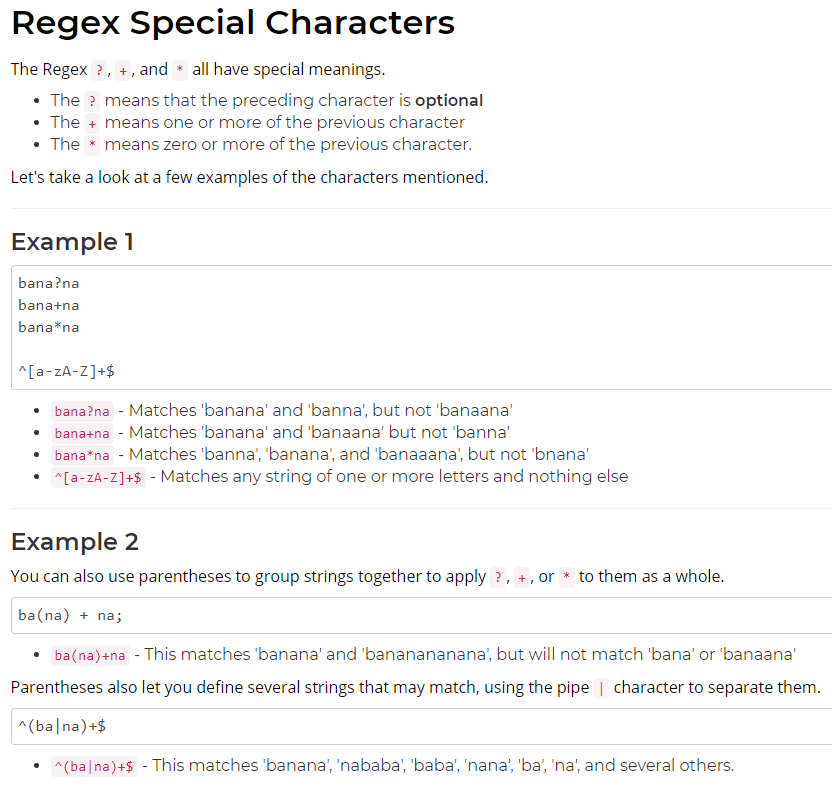 Regex Special Characters
The Regex ?, +, and * all have special meanings.
• The ? means that the preceding character is optional
• The + means one or more of the previous character
• The * means zero or more of the previous character.
Let's take a look at a few examples of the characters mentioned.
Example 1
bana?na
bana+na
bana*na
^[a-zA-Z]+$
• bana?na - Matches 'banana' and 'banna', but not 'banaana'
• bana+na - Matches 'banana' and 'banaana' but not 'banna'
• bana*na - Matches 'banna', 'banana', and 'banaaana', but not 'bnana'
• ^[a-zA-Z]+$ - Matches any string of one or more letters and nothing else
Example 2
You can also use parentheses to group strings together to apply ?, +, or * to them as a whole.
ba(na) + na;
• ba(na)+na - This matches 'banana' and 'banananana​na', but will not match 'bana' or 'banaana'
Parentheses also let you define several strings that may match, using the pipe | character to separate them.
^(ba|na)+$
• ^(ba|na)+$ - This matches 'banana', 'nababa', 'baba', 'nana', 'ba', 'na', and several others.